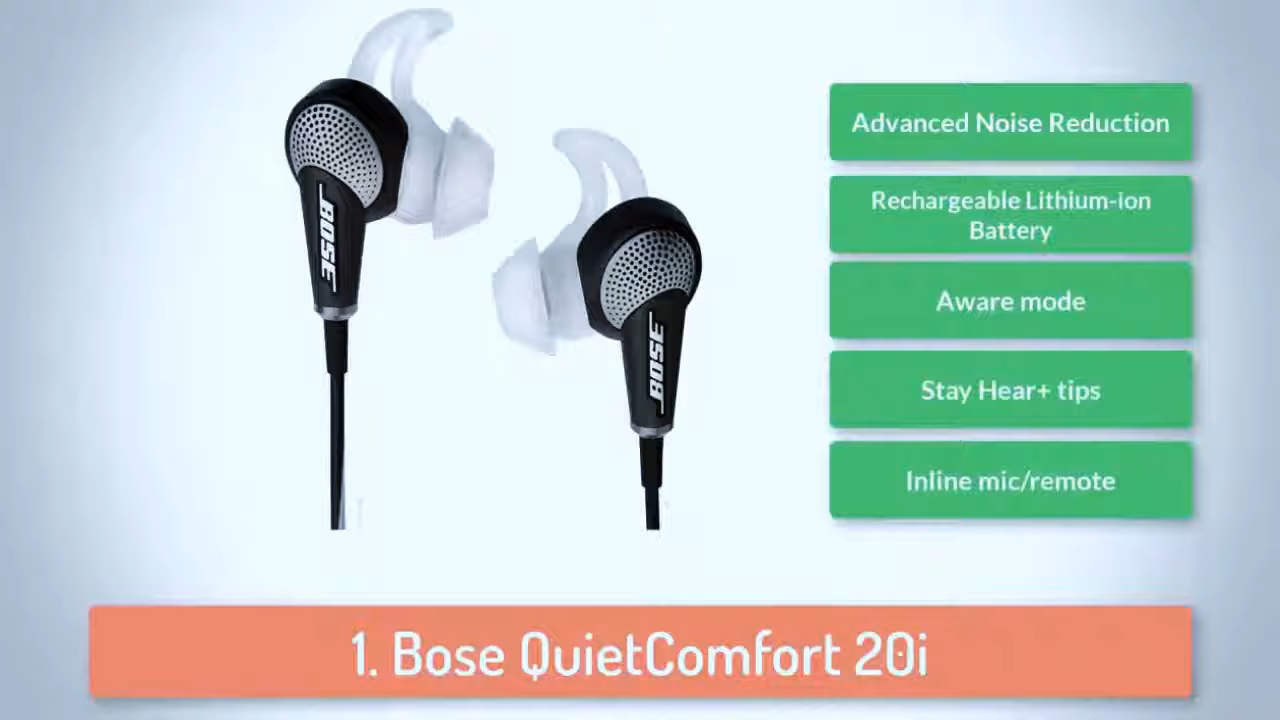 BOSE
BOSE
Advanced Noise Reduction
Rechargeable Lithium-Ion
Battery
Aware mode
Stay Hear+ tips
Inline mic/remote
1. Bose QuietComfort 20i